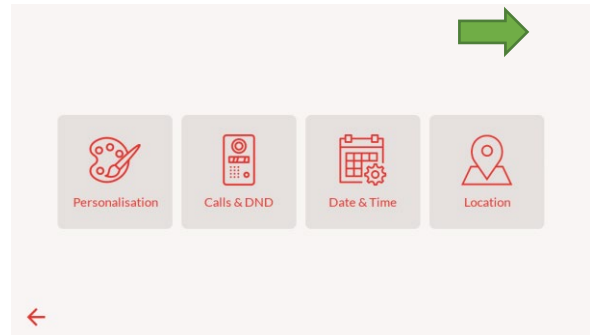 Personalisation
Calls & DND
Date & Time
Location